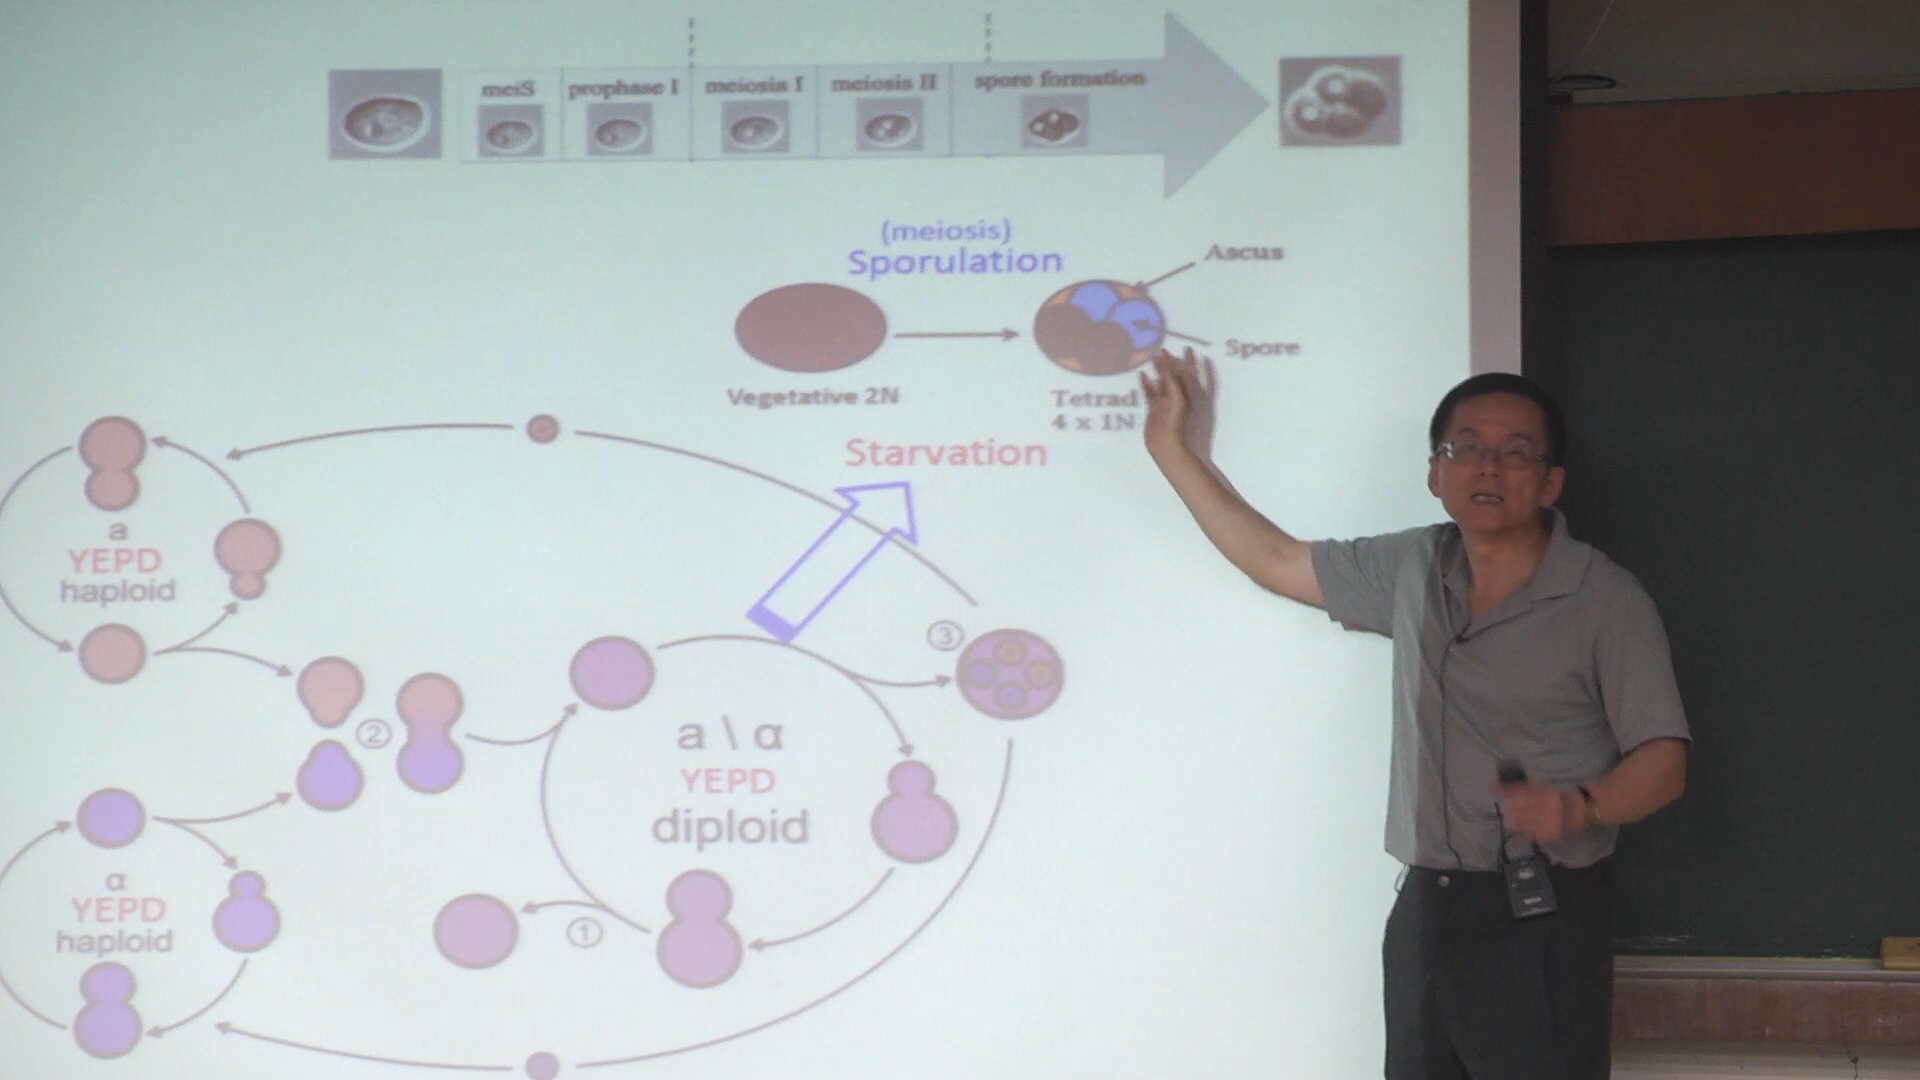 meiS
prophase I
meiosis I
meiosis II
spore formation
(meiosis)
Sporulation
Ascus
Spore
Vegetative 2N
Tetrad
4 x 1N
Starvation
a
YEPD
haploid
③
②
a \ α
YEPD
diploid
α
YEPD
haploid
①